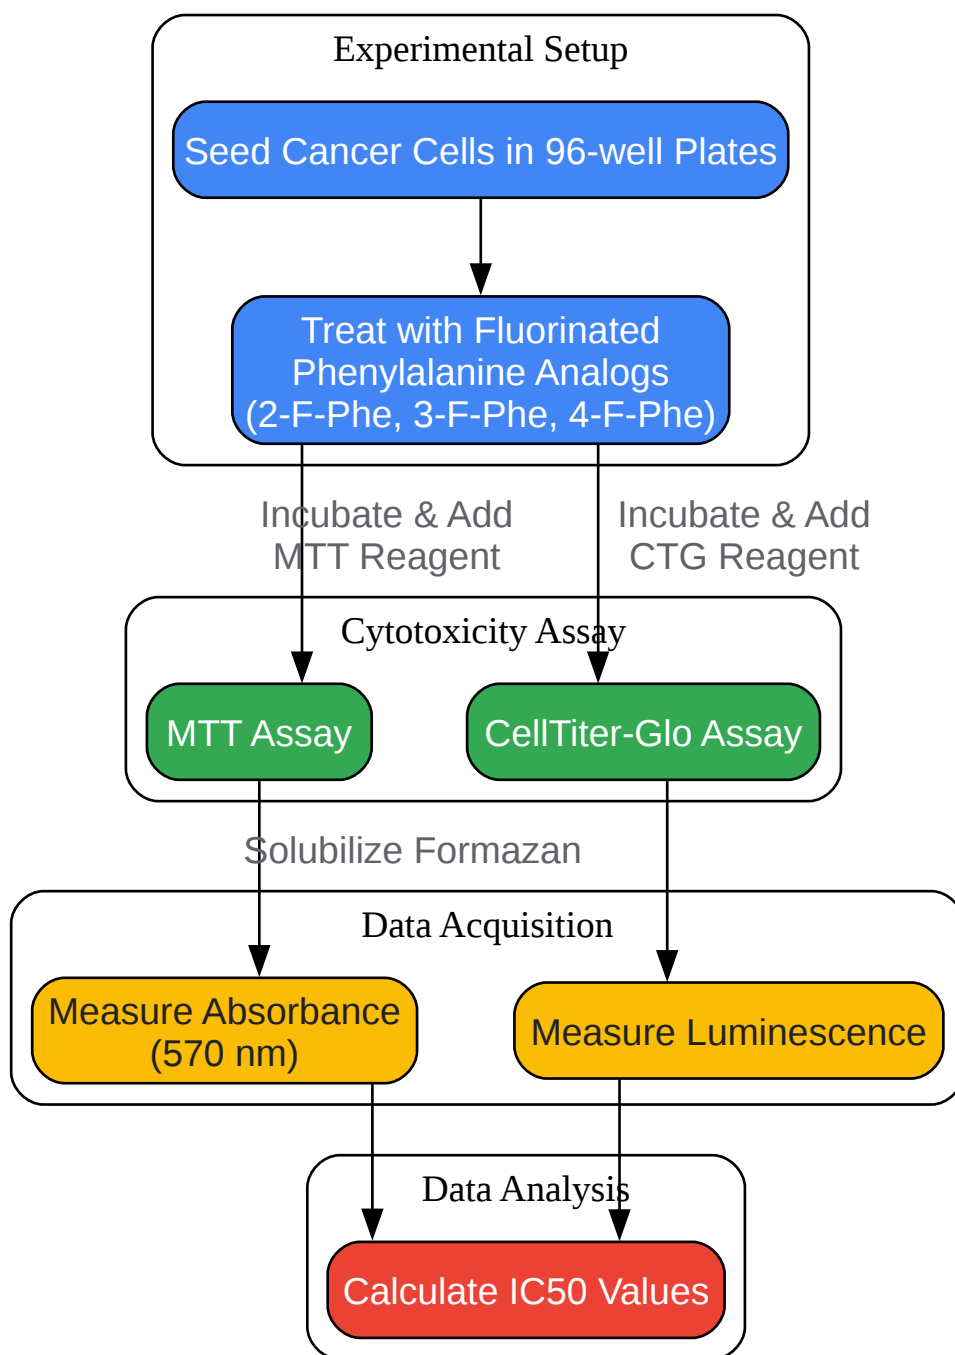 Experimental Setup
Seed Cancer Cells in 96-well Plates
Treat with Fluorinated
Phenylalanine Analogs
(2-F-Phe, 3-F-Phe, 4-F-Phe)
Incubate & Add
MTT Reagent
Incubate & Add
CTG Reagent
Cytotoxicity Assay
MTT Assay
CellTiter-Glo Assay
Solubilize Formazan
Data Acquisition
Measure Absorbance
(570 nm)
Measure Luminescence
Data Analysis
Calculate IC50 Values